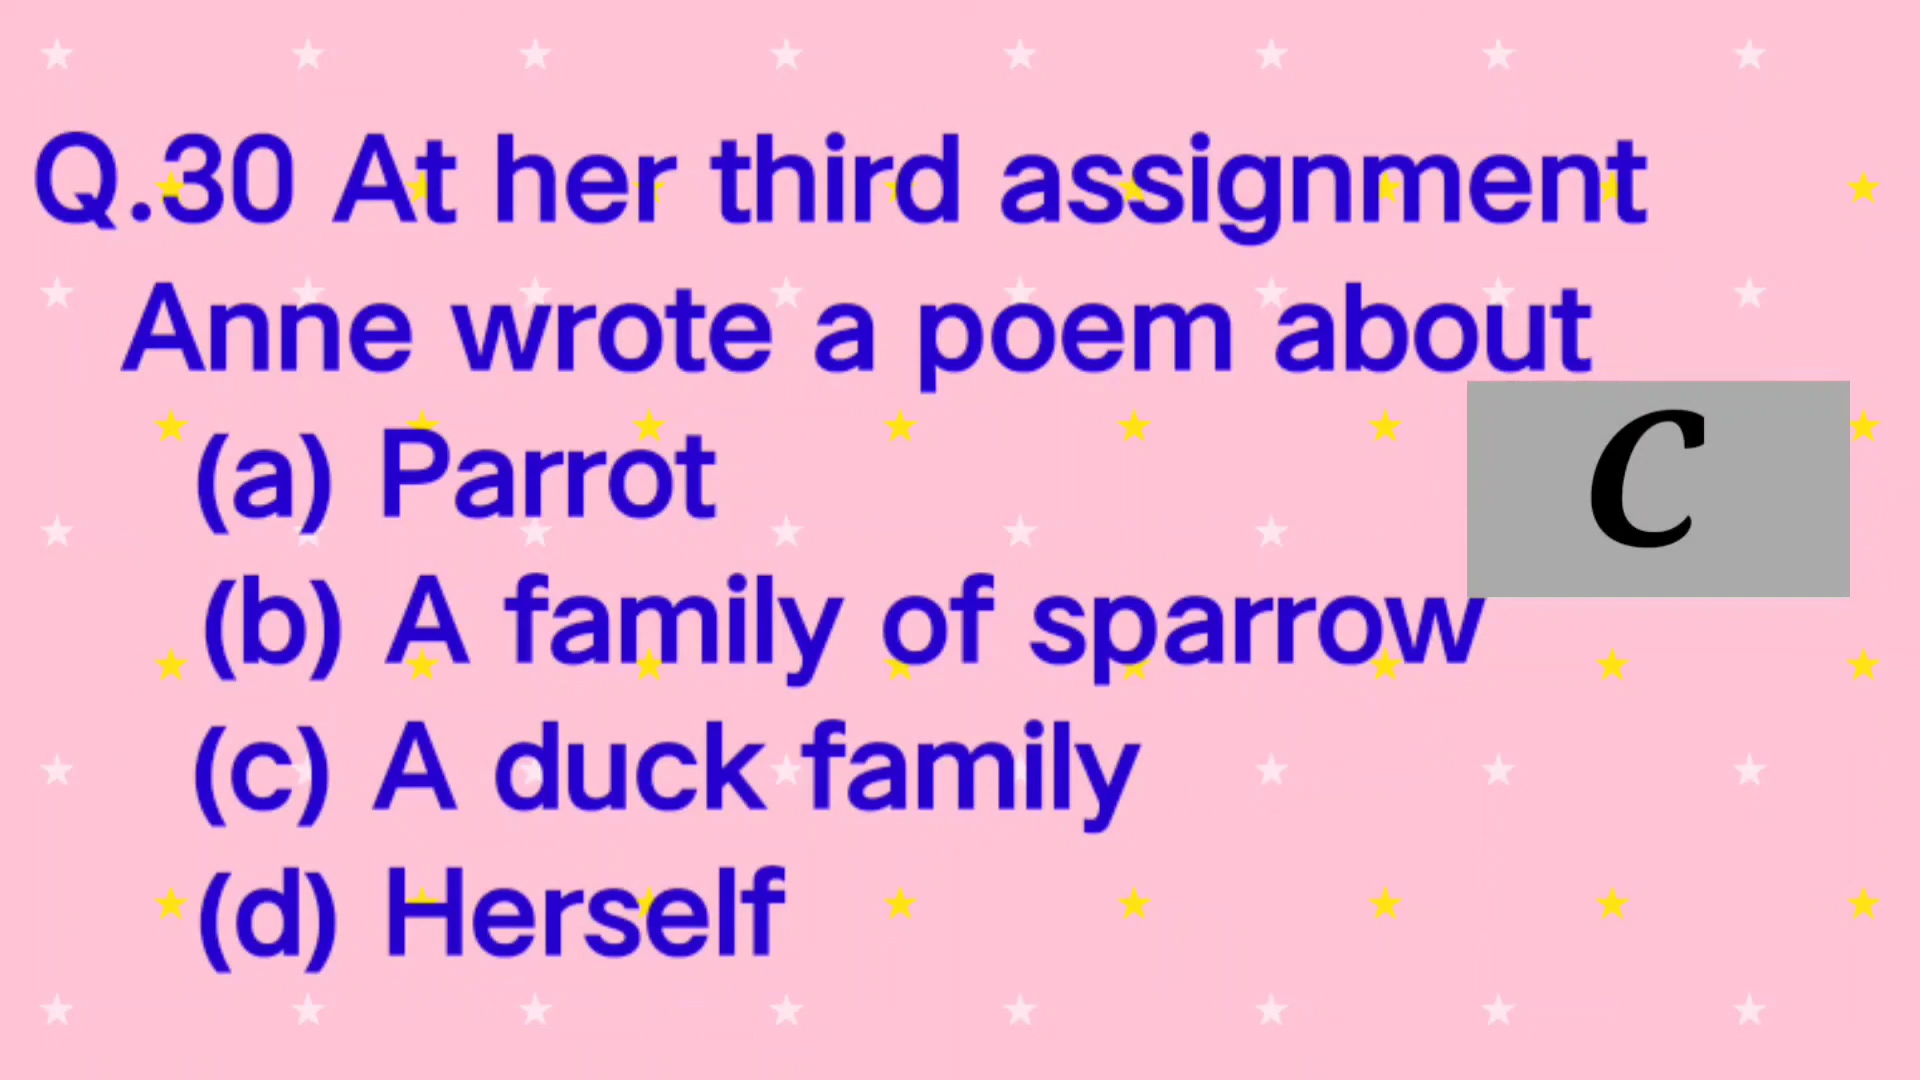 Q.30 At her third assignment
Anne wrote a poem about
(a) Parrot
C
(b) A family of sparrow
(c) A duck family
(d) Herself